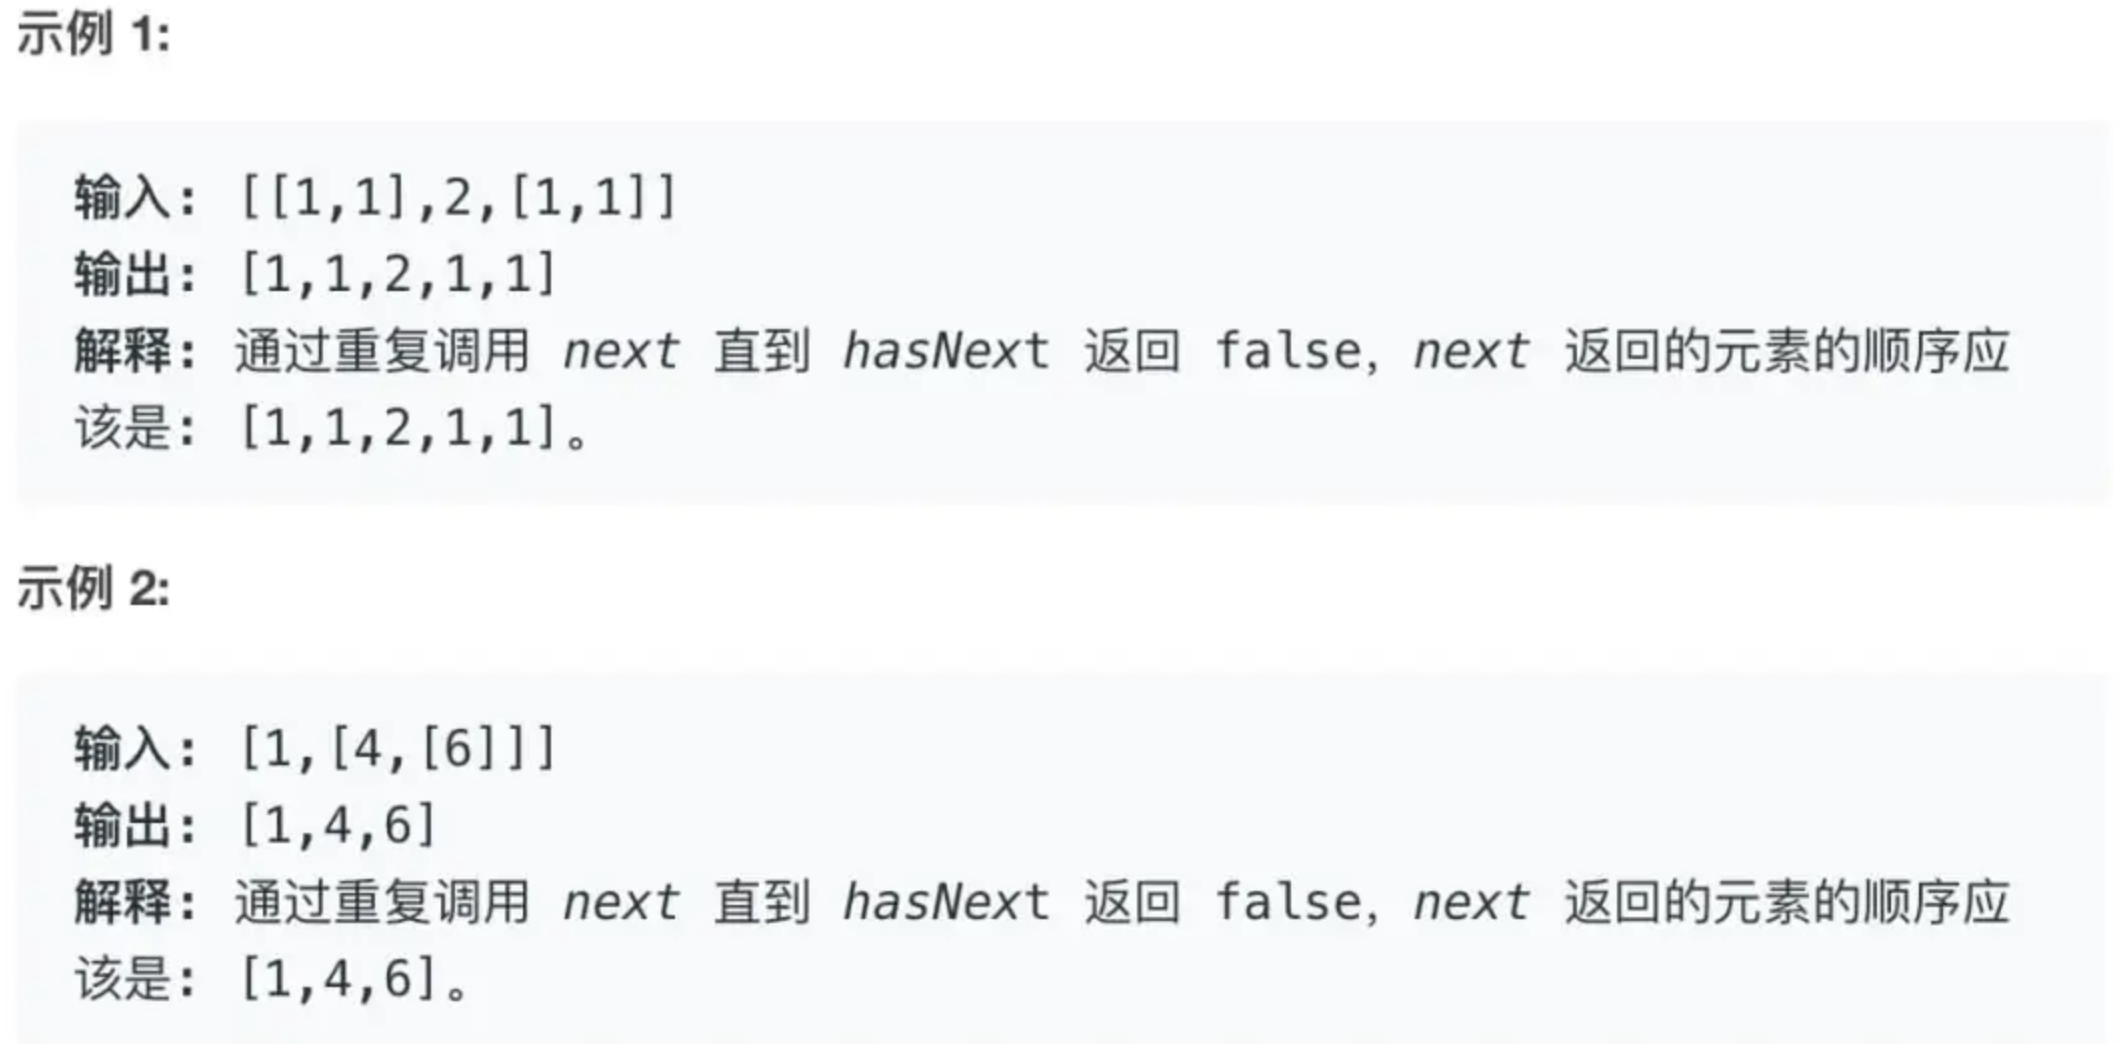 示例 1:
输入: [[1,1],2,[1,1]]
输出: [1,1,2,1,1]
解释: 通过重复调用 next 直到 hasNext 返回 false, next 返回的元素的顺序应
该是: [1,1,2,1,1]。
示例 2:
输入: [1,[4,[6]]]
输出: [1,4,6]
解释: 通过重复调用 next 直到 hasNext 返回 false, next 返回的元素的顺序应
该是: [1,4,6]。